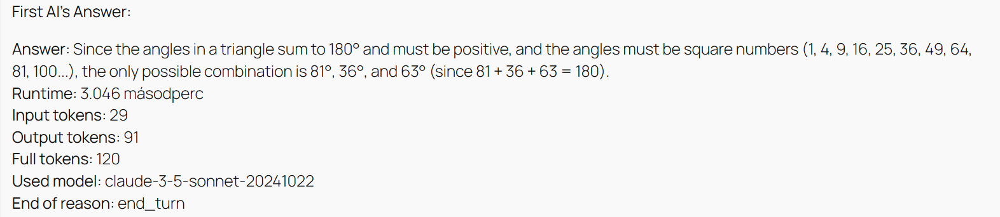 First AI's Answer:
Answer: Since the angles in a triangle sum to 180° and must be positive, and the angles must be square numbers (1, 4, 9, 16, 25, 36, 49, 64,
81, 100...), the only possible combination is 81°, 36°, and 63° (since 81 + 36 + 63 = 180).
Runtime: 3.046 másodperc
Input tokens: 29
Output tokens: 91
Full tokens: 120
Used model: claude-3-5-sonnet-20241022
End of reason: end_turn